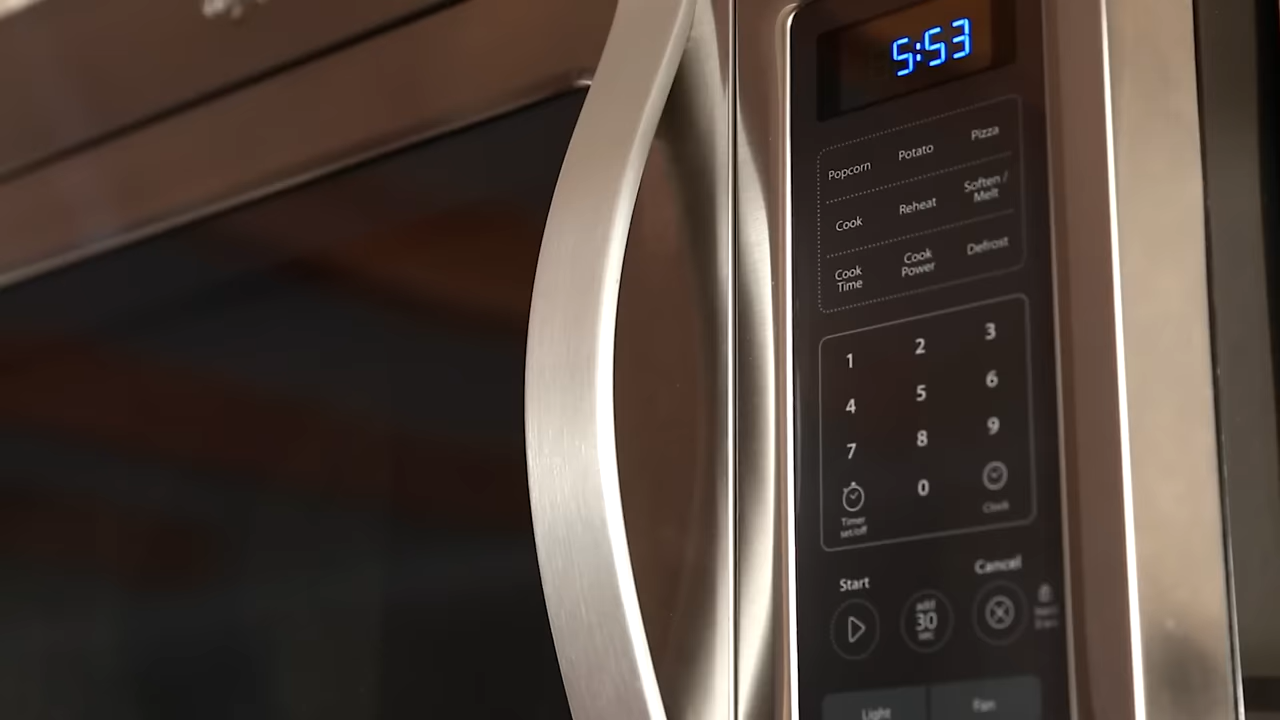 5:53
Popcorn Potato Pizza
Cook Reheat Soften /
Melt
Cook
Time
Cook
Power
Defrost
1 2 3
4 5 6
7 8 9
0
Timer
set/off
Clock
Start
Cancel
add
30
sec
Light Fan